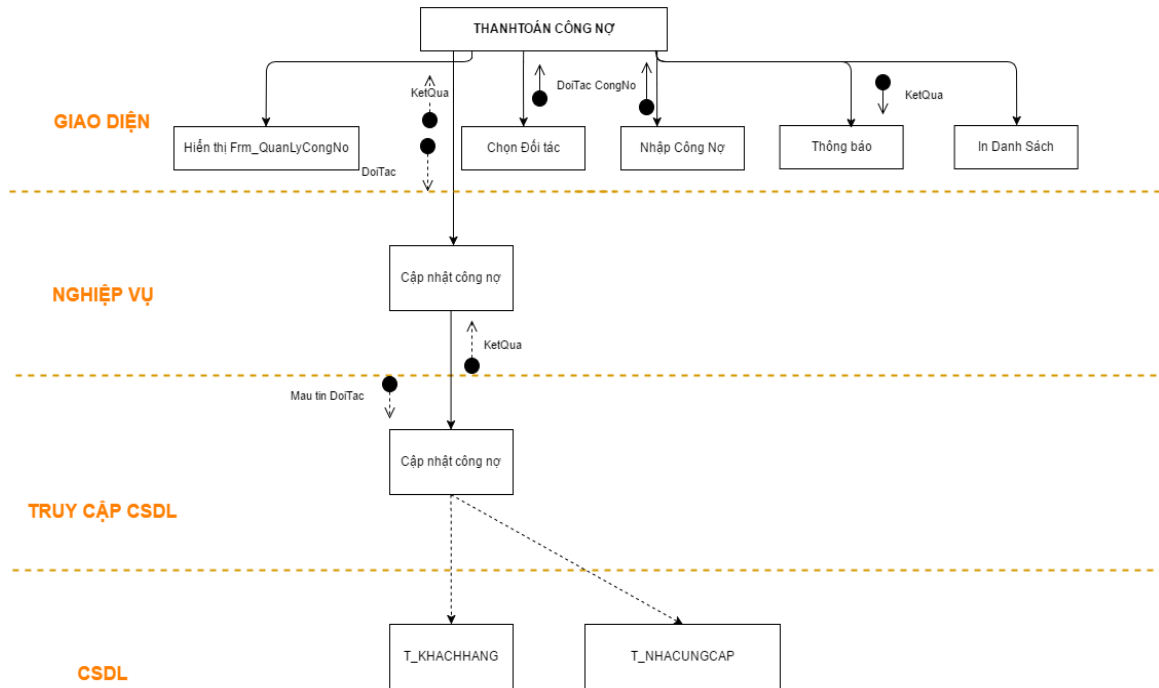 THANHTOÁN CÔNG NỢ
KetQua
DoiTac CongNo
KetQua
GIAO DIỆN
Hiển thị Frm_QuanLyCongNo
Chọn Đối tác
Nhập Công Nợ
Thông báo
In Danh Sách
DoiTac
Cập nhật công nợ
NGHIỆP VỤ
KetQua
Mau tin DoiTac
Cập nhật công nợ
TRUY CẬP CSDL
T_KHACHHANG
T_NHACUNGCAP
CSDL